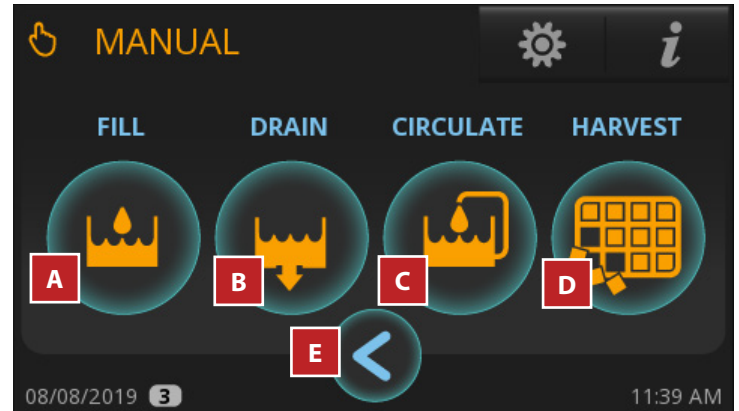 MANUAL
i
FILL DRAIN CIRCULATE HARVEST
A B C D
E
08/08/2019 3 11:39 AM